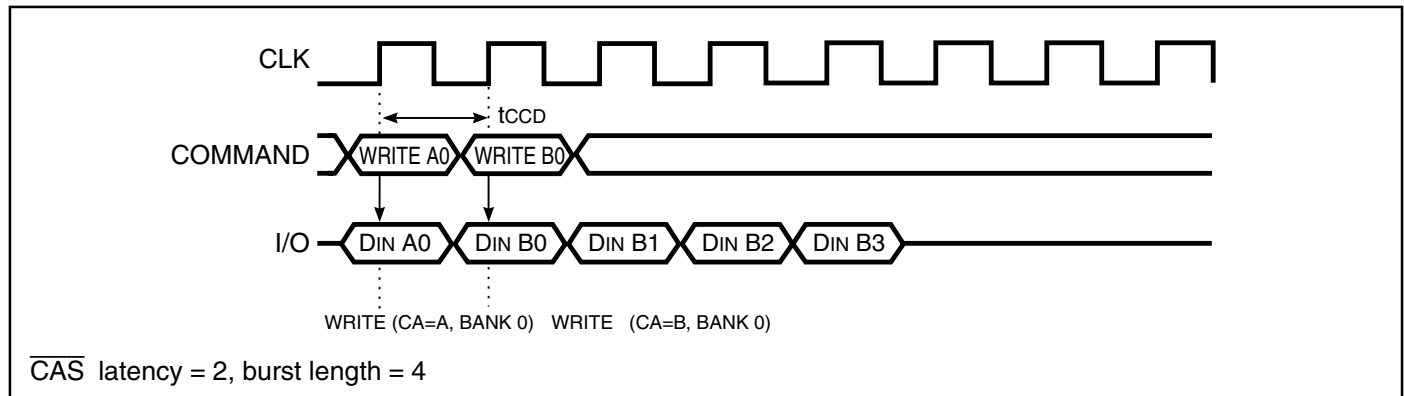 CLK
tCCD
COMMAND WRITE A0 WRITE B0
I/O DIN A0 DIN B0 DIN B1 DIN B2 DIN B3
WRITE (CA=A, BANK 0) WRITE (CA=B, BANK 0)
C̅A̅S̅ latency = 2, burst length = 4